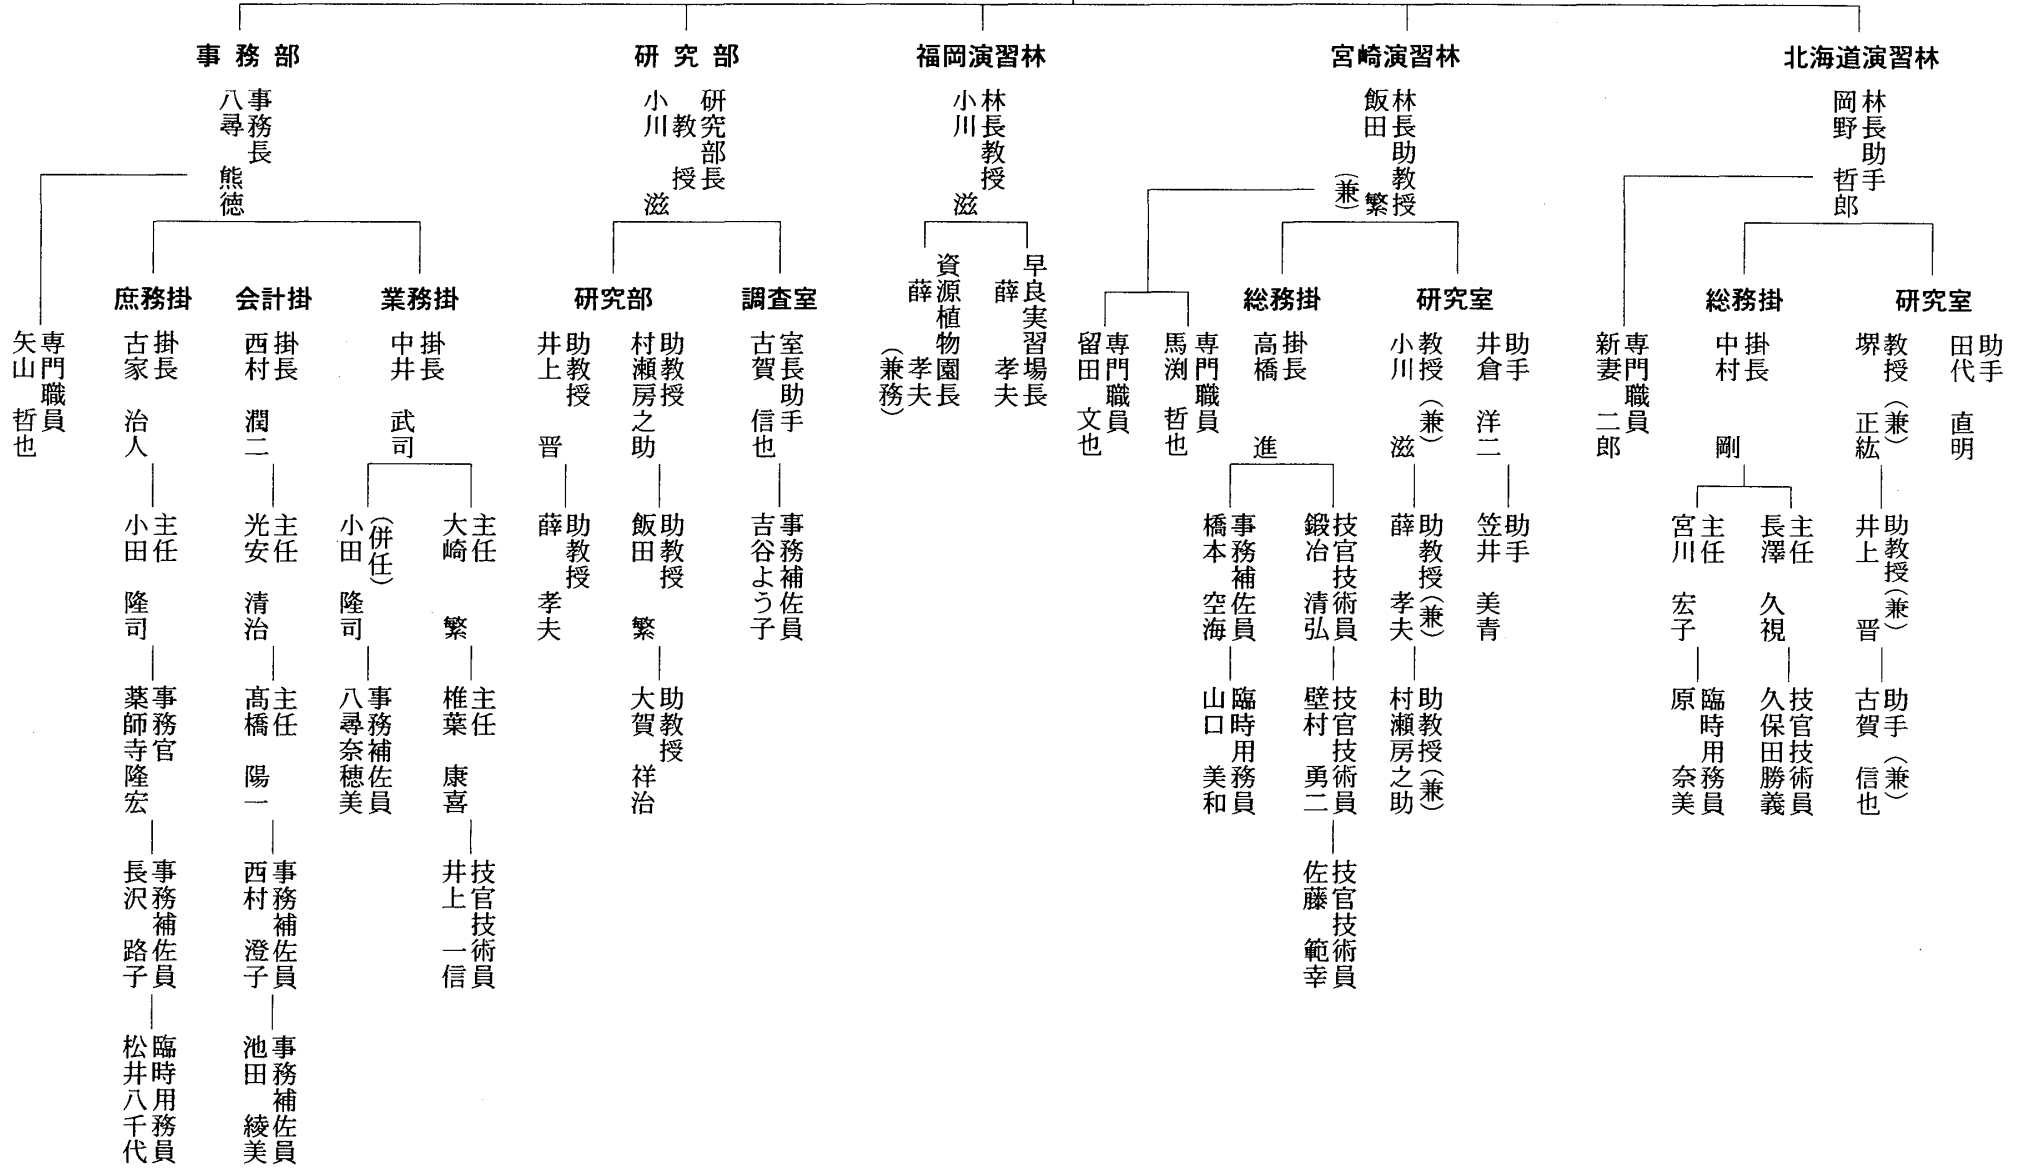 事務部
事務長
八尋 熊徳
専門職員
矢山 哲也
庶務掛
掛長
古家 治人
主任
小田 隆司
事務官
薬師寺隆宏
事務補佐員
長沢 路子
臨時用務員
松井八千代
会計掛
掛長
西村 潤二
主任
光安 清治
主任
髙橋 陽一
事務補佐員
西村 澄子
事務補佐員
池田 綾美
業務掛
掛長
中井 武司
(併任)
小田 隆司
事務補佐員
八尋奈穂美
主任
大崎 繁
主任
椎葉 康喜
技官技術員
井上 一信
研究部
研究部長
教授
小川 滋
研究部
助教授
井上 晋
助教授
薛 孝夫
助教授
村瀬房之助
助教授
飯田 繁
助教授
大賀 祥治
調査室
室長助手
古賀 信也
事務補佐員
吉谷よう子
福岡演習林
林長教授
小川 滋
資源植物園長
薛 孝夫
(兼務)
早良実習場長
薛 孝夫
宮崎演習林
林長助教授
飯田 繁
(兼)
専門職員
留田 文也
専門職員
馬渕 哲也
総務掛
掛長
高橋 進
事務補佐員
橋本 空海
臨時用務員
山口 美和
技官技術員
鍛冶 清弘
技官技術員
壁村 勇二
技官技術員
佐藤 範幸
研究室
教授(兼)
小川 滋
助教授(兼)
薛 孝夫
助教授(兼)
村瀬房之助
助手
井倉 洋二
助手
笠井 美青
北海道演習林
林長助手
岡野 哲郎
専門職員
新妻 二郎
総務掛
掛長
中村 剛
主任
宮川 宏子
臨時用務員
原 奈美
主任
長澤 久視
技官技術員
久保田勝義
研究室
教授(兼)
堺 正紘
助教授(兼)
井上 晋
助手(兼)
古賀 信也
助手
田代 直明